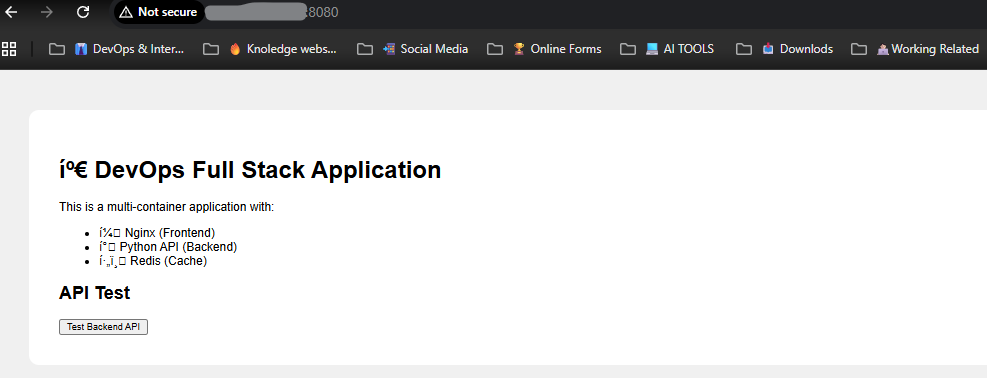 Not secure :8080
DevOps & Inter... Knoledge webs... Social Media Online Forms AI TOOLS Downlods Working Related
íº€ DevOps Full Stack Application
This is a multi-container application with:
• í¼ Nginx (Frontend)
• í° Python API (Backend)
• í·„ï¸ Redis (Cache)
API Test
Test Backend API